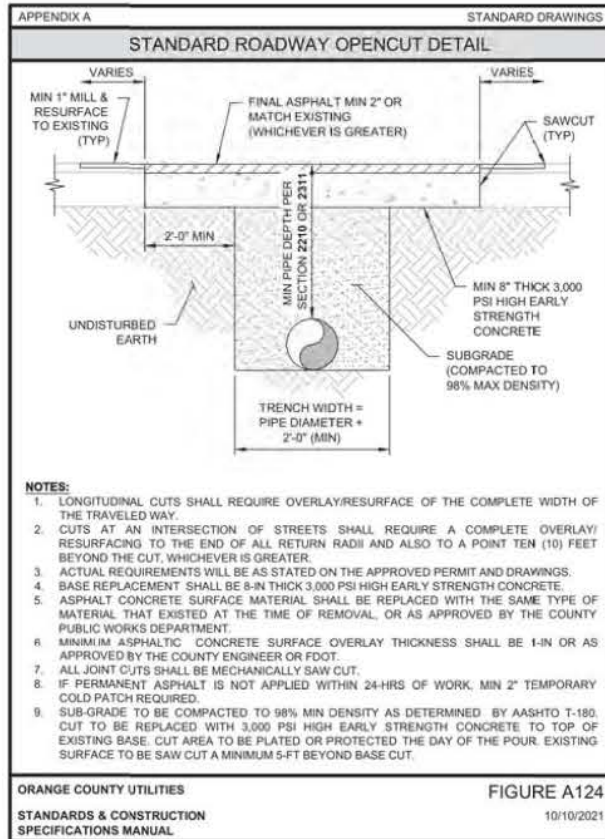 APPENDIX A
STANDARD DRAWINGS
STANDARD ROADWAY OPENCUT DETAIL
VARIES
VARIES
MIN 1" MILL &
RESURFACE
TO EXISTING
(TYP)
FINAL ASPHALT MIN 2" OR
MATCH EXISTING
(WHICHEVER IS GREATER)
SAWCUT
(TYP)
MIN PIPE DEPTH PER
SECTION 2210 OR 2311
2'-0" MIN
MIN 8" THICK 3,000
PSI HIGH EARLY
STRENGTH
CONCRETE
UNDISTURBED
EARTH
SUBGRADE
(COMPACTED TO
98% MAX DENSITY)
TRENCH WIDTH =
PIPE DIAMETER +
2'-0" (MIN)
NOTES:
1. LONGITUDINAL CUTS SHALL REQUIRE OVERLAY/RESURFACE OF THE COMPLETE WIDTH OF
THE TRAVELED WAY.
2. CUTS AT AN INTERSECTION OF STREETS SHALL REQUIRE A COMPLETE OVERLAY/
RESURFACING TO THE END OF ALL RETURN RADII AND ALSO TO A POINT TEN (10) FEET
BEYOND THE CUT, WHICHEVER IS GREATER.
3. ACTUAL REQUIREMENTS WILL BE AS STATED ON THE APPROVED PERMIT AND DRAWINGS.
4. BASE REPLACEMENT SHALL BE 8-IN THICK 3,000 PSI HIGH EARLY STRENGTH CONCRETE.
5. ASPHALT CONCRETE SURFACE MATERIAL SHALL BE REPLACED WITH THE SAME TYPE OF
MATERIAL THAT EXISTED AT THE TIME OF REMOVAL, OR AS APPROVED BY THE COUNTY
PUBLIC WORKS DEPARTMENT.
6. MINIMUM ASPHALTIC CONCRETE SURFACE OVERLAY THICKNESS SHALL BE 1-IN OR AS
APPROVED BY THE COUNTY ENGINEER OR FDOT.
7. ALL JOINT CUTS SHALL BE MECHANICALLY SAW CUT.
8. IF PERMANENT ASPHALT IS NOT APPLIED WITHIN 24-HRS OF WORK, MIN 2" TEMPORARY
COLD PATCH REQUIRED.
9. SUB-GRADE TO BE COMPACTED TO 98% MIN DENSITY AS DETERMINED BY AASHTO T-180.
CUT TO BE REPLACED WITH 3,000 PSI HIGH EARLY STRENGTH CONCRETE TO TOP OF
EXISTING BASE. CUT AREA TO BE PLATED OR PROTECTED THE DAY OF THE POUR. EXISTING
SURFACE TO BE SAW CUT A MINIMUM 5-FT BEYOND BASE CUT.
ORANGE COUNTY UTILITIES
FIGURE A124
STANDARDS & CONSTRUCTION
SPECIFICATIONS MANUAL
10/10/2021